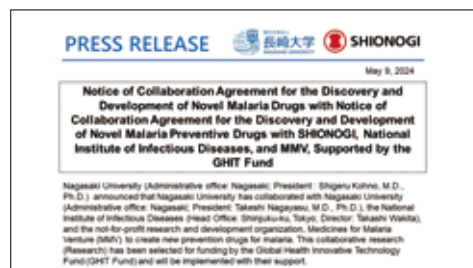 PRESS RELEASE
長崎大学
SHIONOGI
May 9, 2024
Notice of Collaboration Agreement for the Discovery and
Development of Novel Malaria Drugs with Notice of
Collaboration Agreement for the Discovery and Development
of Novel Malaria Preventive Drugs with SHIONOGI, National
Institute of Infectious Diseases, and MMV, Supported by the
GHIT Fund
Nagasaki University (Administrative office: Nagasaki; President : Shigeru Kohno, M.D.,
Ph.D.) announced that Nagasaki University has collaborated with Nagasaki University
(Administrative office: Nagasaki; President: Takeshi Nagayasu, M.D., Ph.D.), the National
Institute of Infectious Diseases (Head Office: Shinjuku-ku, Tokyo; Director: Takashi Wakita),
and the not-for-profit research and development organization, Medicines for Malaria
Venture (MMV) to create new prevention drugs for malaria. This collaborative research
(Research) has been selected for funding by the Global Health Innovative Technology
Fund (GHIT Fund) and will be implemented with their support.